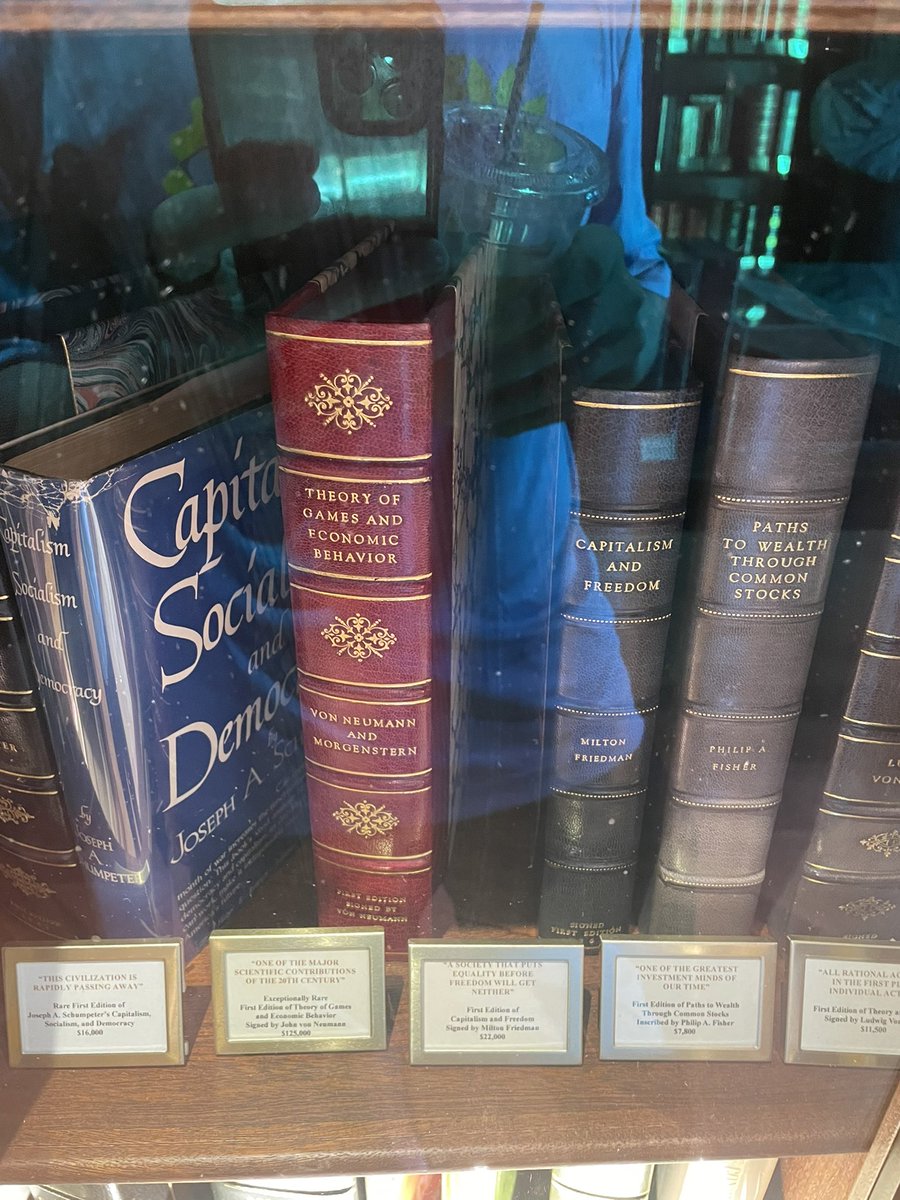 Capitalism
Socialism
and
Democracy
by
JOSEPH
A.
Capita
Social
and
Democ
by
JOSEPH A. Sc
THEORY OF
GAMES AND
ECONOMIC
BEHAVIOR
VON NEUMANN
AND
MORGENSTERN
FIRST EDITION
SIGNED BY
VON NEUMANN
CAPITALISM
AND
FREEDOM
MILTON
FRIEDMAN
SIGNED
FIRST EDITION
PATHS
TO WEALTH
THROUGH
COMMON
STOCKS
PHILIP A
FISHER
LU
VON
"THIS CIVILIZATION IS
RAPIDLY PASSING AWAY"
Rare First Edition of
Joseph A. Schumpeter's Capitalism,
Socialism, and Democracy
$16,000
"ONE OF THE MAJOR
SCIENTIFIC CONTRIBUTIONS
OF THE 20TH CENTURY"
Exceptionally Rare
First Edition of Theory of Games
and Economic Behavior
Signed by John von Neumann
$125,000
"A SOCIETY THAT PUTS
EQUALITY BEFORE
FREEDOM WILL GET
NEITHER"
First Edition of
Capitalism and Freedom
Signed by Milton Friedman
$22,000
"ONE OF THE GREATEST
INVESTMENT MINDS OF
OUR TIME"
First Edition of Paths to Wealth
Through Common Stocks
Inscribed by Philip A. Fisher
$7,800
"ALL RATIONAL AC
IN THE FIRST PL
INDIVIDUAL ACT
First Edition of Theory a
Signed by Ludwig Vo
$11,500